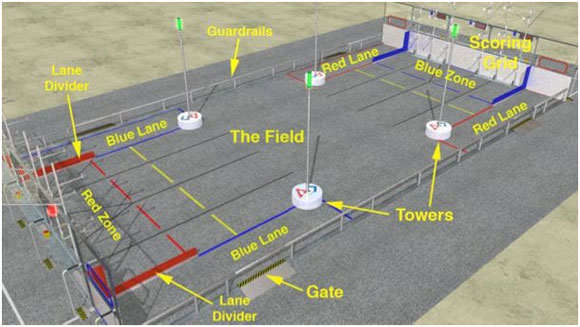 Guardrails
Scoring
Grid
Red Lane
Blue Zone
Lane
Divider
Blue Lane
The Field
Red Lane
Red Zone
Towers
Blue Lane
Gate
Lane
Divider